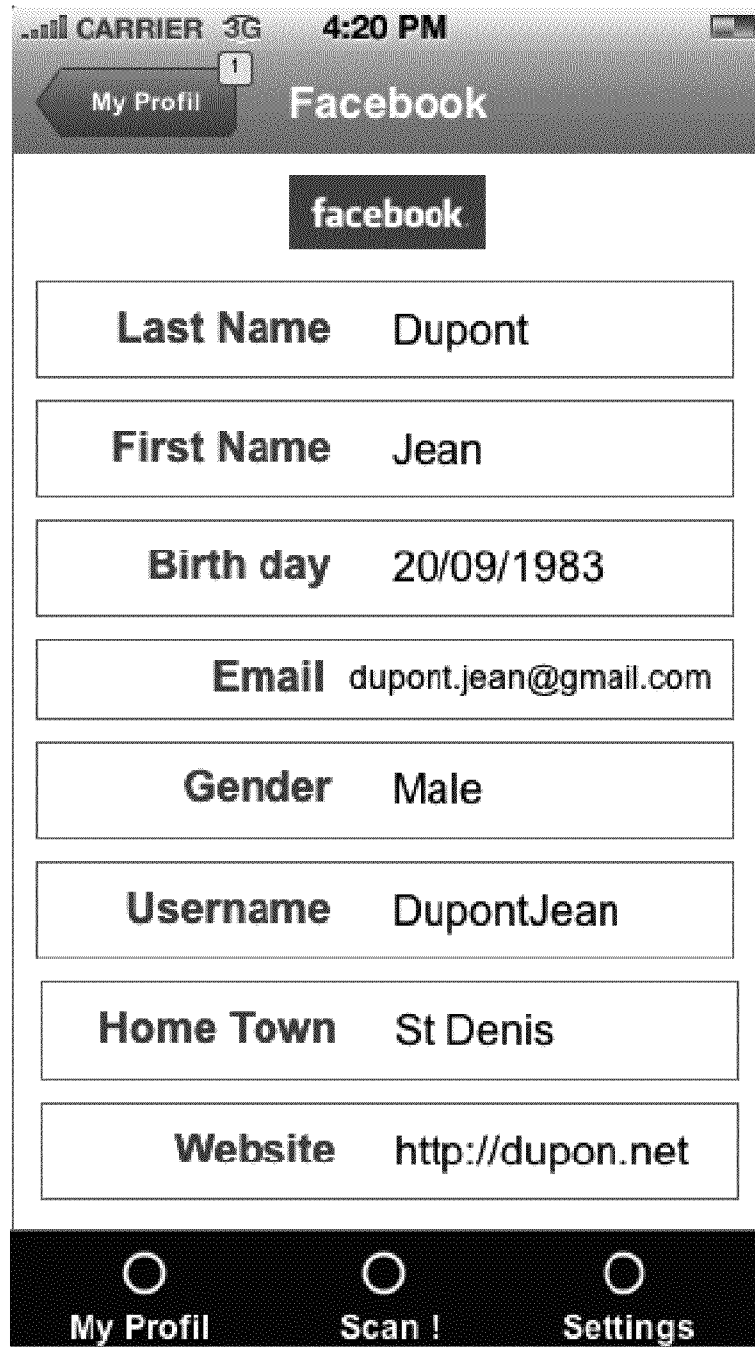 CARRIER 3G 4:20 PM
1
My Profil Facebook
facebook
Last Name Dupont
First Name Jean
Birth day 20/09/1983
Email dupont.jean@gmail.com
Gender Male
Username DupontJean
Home Town St Denis
Website http://dupon.net
My Profil Scan ! Settings